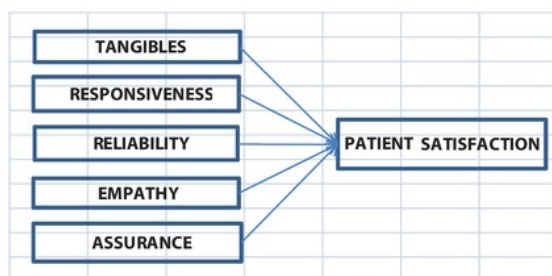 TANGIBLES
RESPONSIVENESS
RELIABILITY
EMPATHY
ASSURANCE
PATIENT SATISFACTION